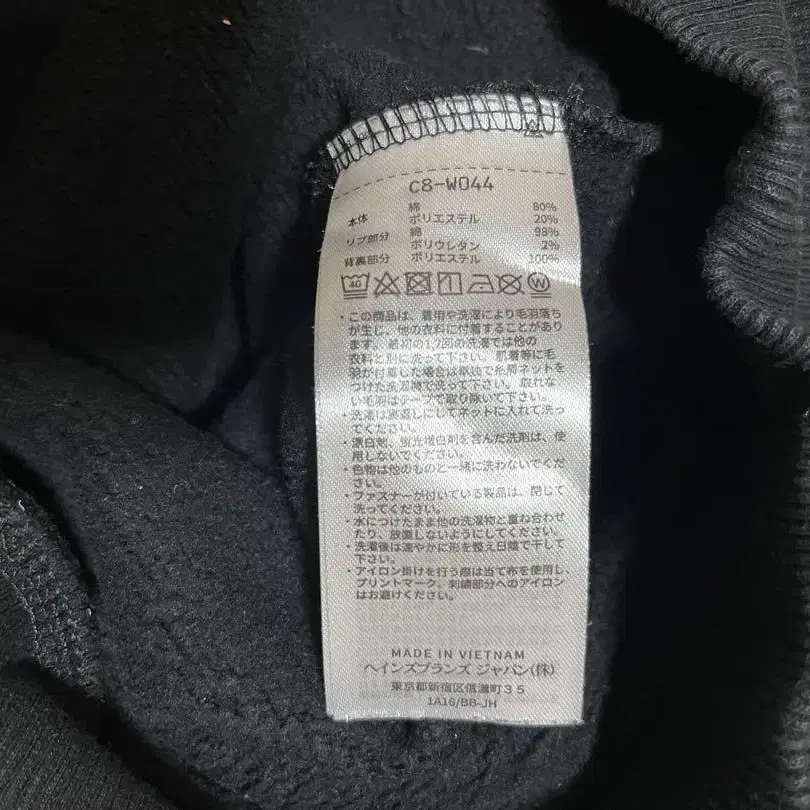 C8-W044
本体 綿 80%
ポリエステル 20%
リブ部分 綿 98%
ポリウレタン 2%
背裏部分 ポリエステル 100%
40
・この商品は、着用や洗濯により毛羽落ち
が生じ、他の衣料に付着することがあり
ます。最初の1,2回の洗濯では他の
衣料と別に洗って下さい。肌着等に毛
羽が付着した場合は単独で糸屑ネットを
つけた洗濯機で洗って下さい。取れな
い毛羽はテープで取り除いて下さい。
・洗濯は裏返しにしてネットに入れて洗っ
てください。
・漂白剤、蛍光増白剤を含んだ洗剤は、使
用しないでください。
・色物は他のものと一緒に洗わないでくだ
さい。
・ファスナーが付いている製品は、閉じて
洗ってください。
・水につけたまま他の洗濯物と重ね合わせ
たり、放置しないようにしてください。
・洗濯後は速やかに形を整え日陰で干して
下さい。
・アイロン掛けを行う際は当て布を使用し、
プリントマーク、刺繍部分へのアイロン
はお避けください。
MADE IN VIETNAM
ヘインズブランズ ジャパン(株)
東京都新宿区信濃町35
1A16/BB-JH